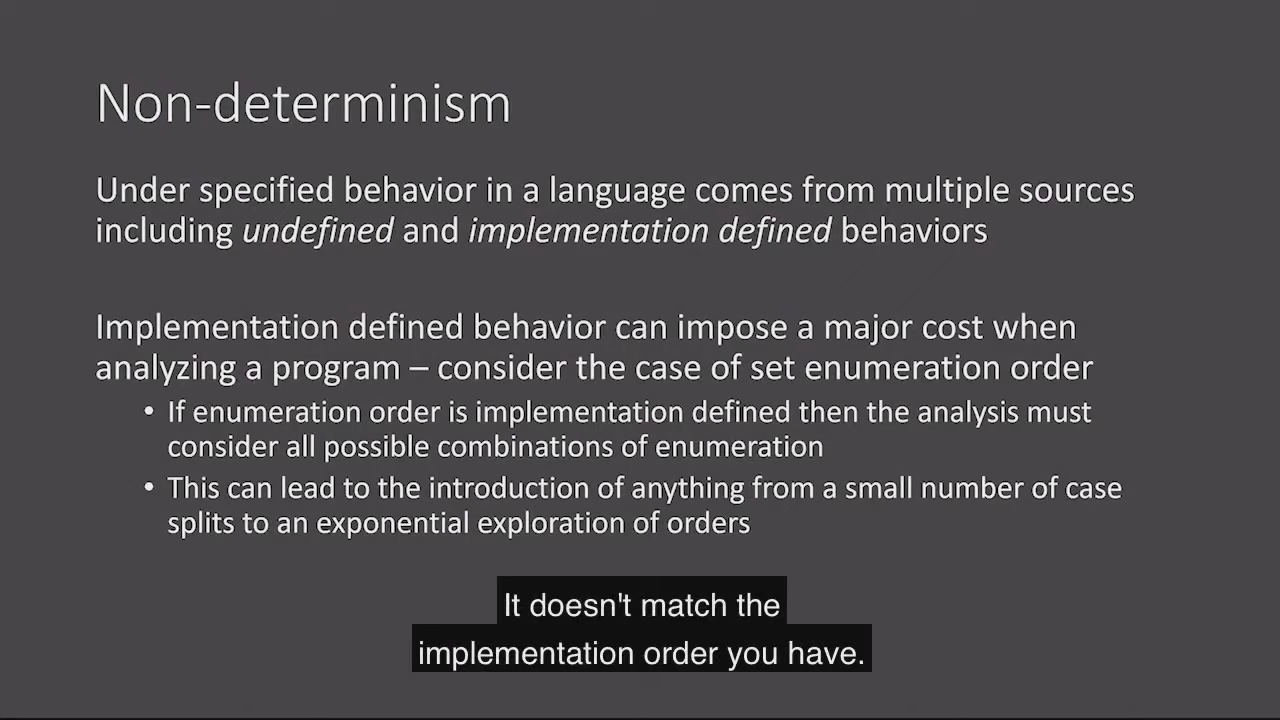 Non-determinism
Under specified behavior in a language comes from multiple sources
including undefined and implementation defined behaviors
Implementation defined behavior can impose a major cost when
analyzing a program – consider the case of set enumeration order
• If enumeration order is implementation defined then the analysis must
consider all possible combinations of enumeration
• This can lead to the introduction of anything from a small number of case
splits to an exponential exploration of orders
It doesn't match the
implementation order you have.